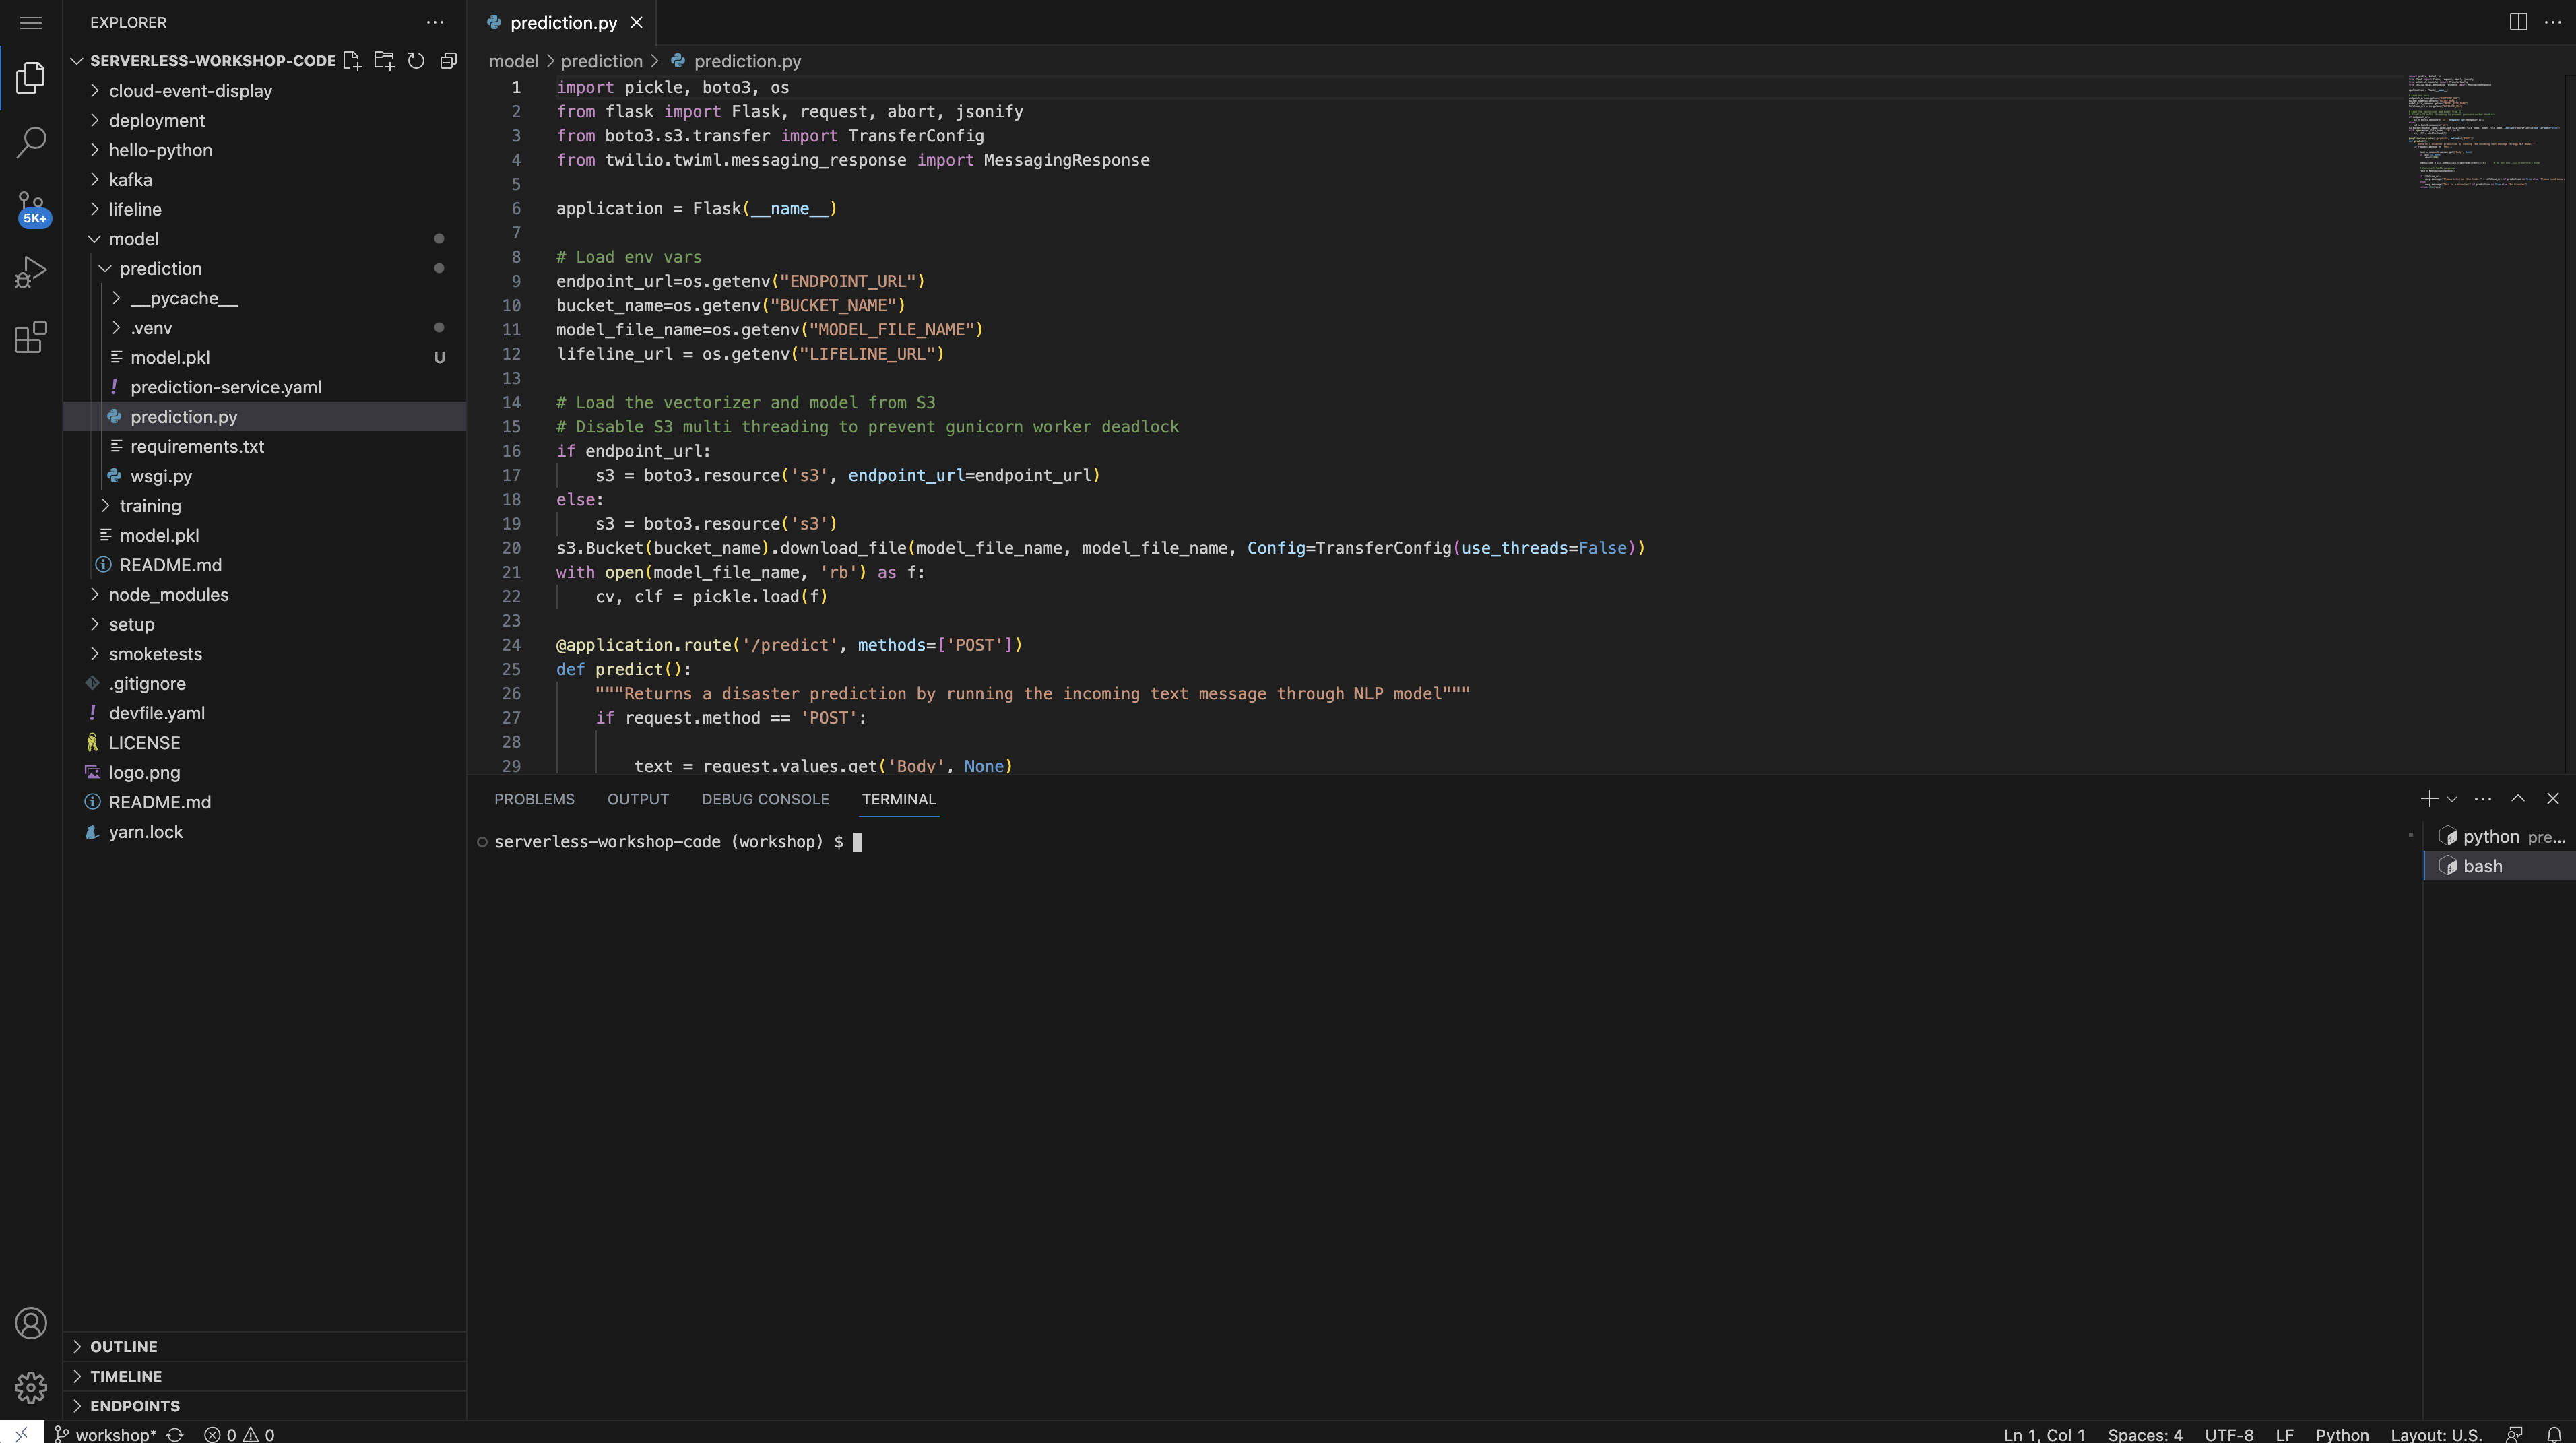 EXPLORER
SERVERLESS-WORKSHOP-CODE
cloud-event-display
deployment
hello-python
kafka
lifeline
model
prediction
__pycache__
.venv
model.pkl U
prediction-service.yaml
prediction.py
requirements.txt
wsgi.py
training
model.pkl
README.md
node_modules
setup
smoketests
.gitignore
devfile.yaml
LICENSE
logo.png
README.md
yarn.lock
OUTLINE
TIMELINE
ENDPOINTS
5K+
prediction.py
model > prediction > prediction.py
1 import pickle, boto3, os
2 from flask import Flask, request, abort, jsonify
3 from boto3.s3.transfer import TransferConfig
4 from twilio.twiml.messaging_response import MessagingResponse
5
6 application = Flask(__name__)
7
8 # Load env vars
9 endpoint_url=os.getenv("ENDPOINT_URL")
10 bucket_name=os.getenv("BUCKET_NAME")
11 model_file_name=os.getenv("MODEL_FILE_NAME")
12 lifeline_url = os.getenv("LIFELINE_URL")
13
14 # Load the vectorizer and model from S3
15 # Disable S3 multi threading to prevent gunicorn worker deadlock
16 if endpoint_url:
17 s3 = boto3.resource('s3', endpoint_url=endpoint_url)
18 else:
19 s3 = boto3.resource('s3')
20 s3.Bucket(bucket_name).download_file(model_file_name, model_file_name, Config=TransferConfig(use_threads=False))
21 with open(model_file_name, 'rb') as f:
22 cv, clf = pickle.load(f)
23
24 @application.route('/predict', methods=['POST'])
25 def predict():
26 """Returns a disaster prediction by running the incoming text message through NLP model"""
27 if request.method == 'POST':
28
29 text = request.values.get('Body', None)
PROBLEMS OUTPUT DEBUG CONSOLE TERMINAL
serverless-workshop-code (workshop) $
python pre...
bash
workshop* 0 0
Ln 1, Col 1 Spaces: 4 UTF-8 LF Python Layout: U.S.